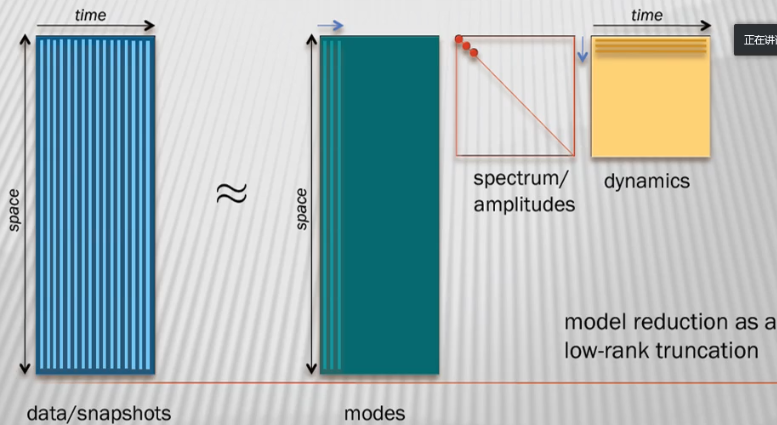 time
time
space
≈
space
spectrum/
amplitudes
dynamics
model reduction as a
low-rank truncation
data/snapshots
modes
正在讲